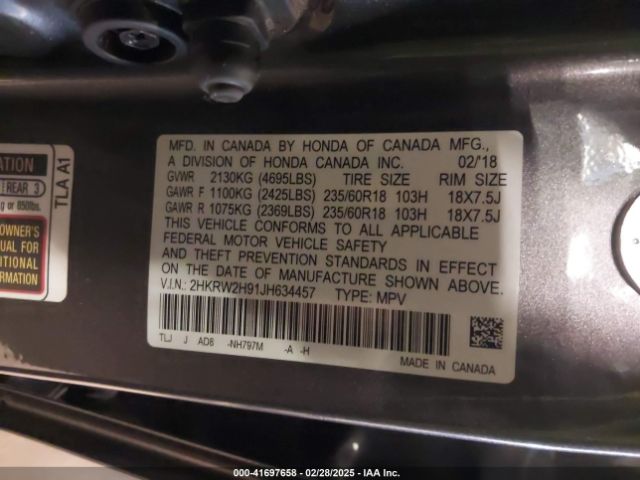 ATION
REAR 3
g or 850lbs.
OWNER'S
UAL FOR
DITIONAL
RMATION
TLA A1
MFD. IN CANADA BY HONDA OF CANADA MFG.,
A DIVISION OF HONDA CANADA INC. 02/'18
GVWR 2130KG (4695LBS) TIRE SIZE RIM SIZE
GAWR F 1100KG (2425LBS) 235/60R18 103H 18X7.5J
GAWR R 1075KG (2369LBS) 235/60R18 103H 18X7.5J
THIS VEHICLE CONFORMS TO ALL APPLICABLE
FEDERAL MOTOR VEHICLE SAFETY
AND THEFT PREVENTION STANDARDS IN EFFECT
ON THE DATE OF MANUFACTURE SHOWN ABOVE.
V.I.N.: 2HKRW2H91JH634457 TYPE: MPV
TLJ J AD8 -NH797M -A -H
MADE IN CANADA
000-41697658 | 02/28/2025 | IAA Inc.